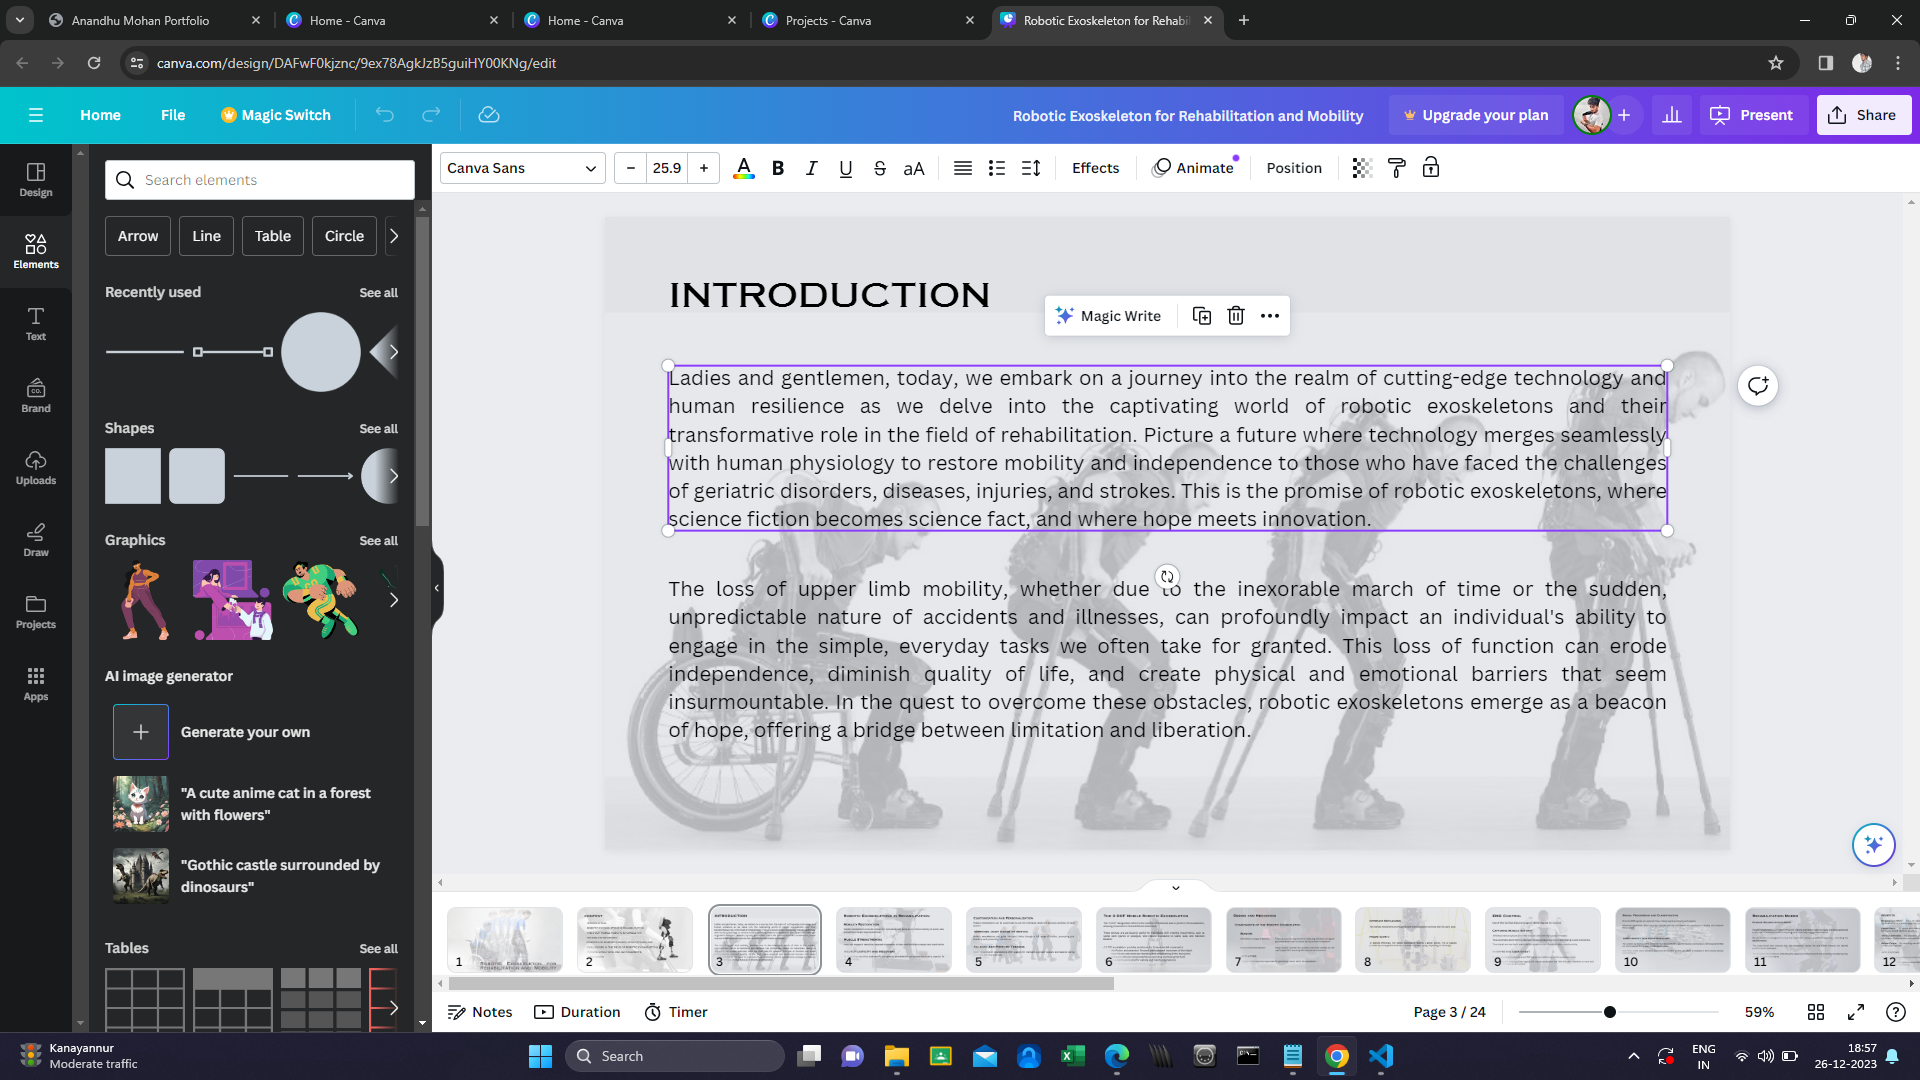 Anandhu Mohan Portfolio
Home - Canva
Home - Canva
Projects - Canva
Robotic Exoskeleton for Rehabil
canva.com/design/DAFwF0kjznc/9ex78AgkJzB5guiHY00KNg/edit
Home
File
Magic Switch
Robotic Exoskeleton for Rehabilitation and Mobility
Upgrade your plan
Present
Share
Design
Elements
Text
Brand
Uploads
Draw
Projects
Apps
Search elements
Arrow
Line
Table
Circle
Recently used
See all
Shapes
See all
Graphics
See all
AI image generator
Generate your own
"A cute anime cat in a forest
with flowers"
"Gothic castle surrounded by
dinosaurs"
Tables
See all
Canva Sans
– 25.9 +
A
B
I
U
S
aA
Effects
Animate
Position
INTRODUCTION
Magic Write
Ladies and gentlemen, today, we embark on a journey into the realm of cutting-edge technology and
human resilience as we delve into the captivating world of robotic exoskeletons and their
transformative role in the field of rehabilitation. Picture a future where technology merges seamlessly
with human physiology to restore mobility and independence to those who have faced the challenges
of geriatric disorders, diseases, injuries, and strokes. This is the promise of robotic exoskeletons, where
science fiction becomes science fact, and where hope meets innovation.
The loss of upper limb mobility, whether due to the inexorable march of time or the sudden,
unpredictable nature of accidents and illnesses, can profoundly impact an individual's ability to
engage in the simple, everyday tasks we often take for granted. This loss of function can erode
independence, diminish quality of life, and create physical and emotional barriers that seem
insurmountable. In the quest to overcome these obstacles, robotic exoskeletons emerge as a beacon
of hope, offering a bridge between limitation and liberation.
1
2
3
4
5
6
7
8
9
10
11
12
Notes
Duration
Timer
Page 3 / 24
59%
Kanayannur
Moderate traffic
Search
ENG
IN
18:57
26-12-2023